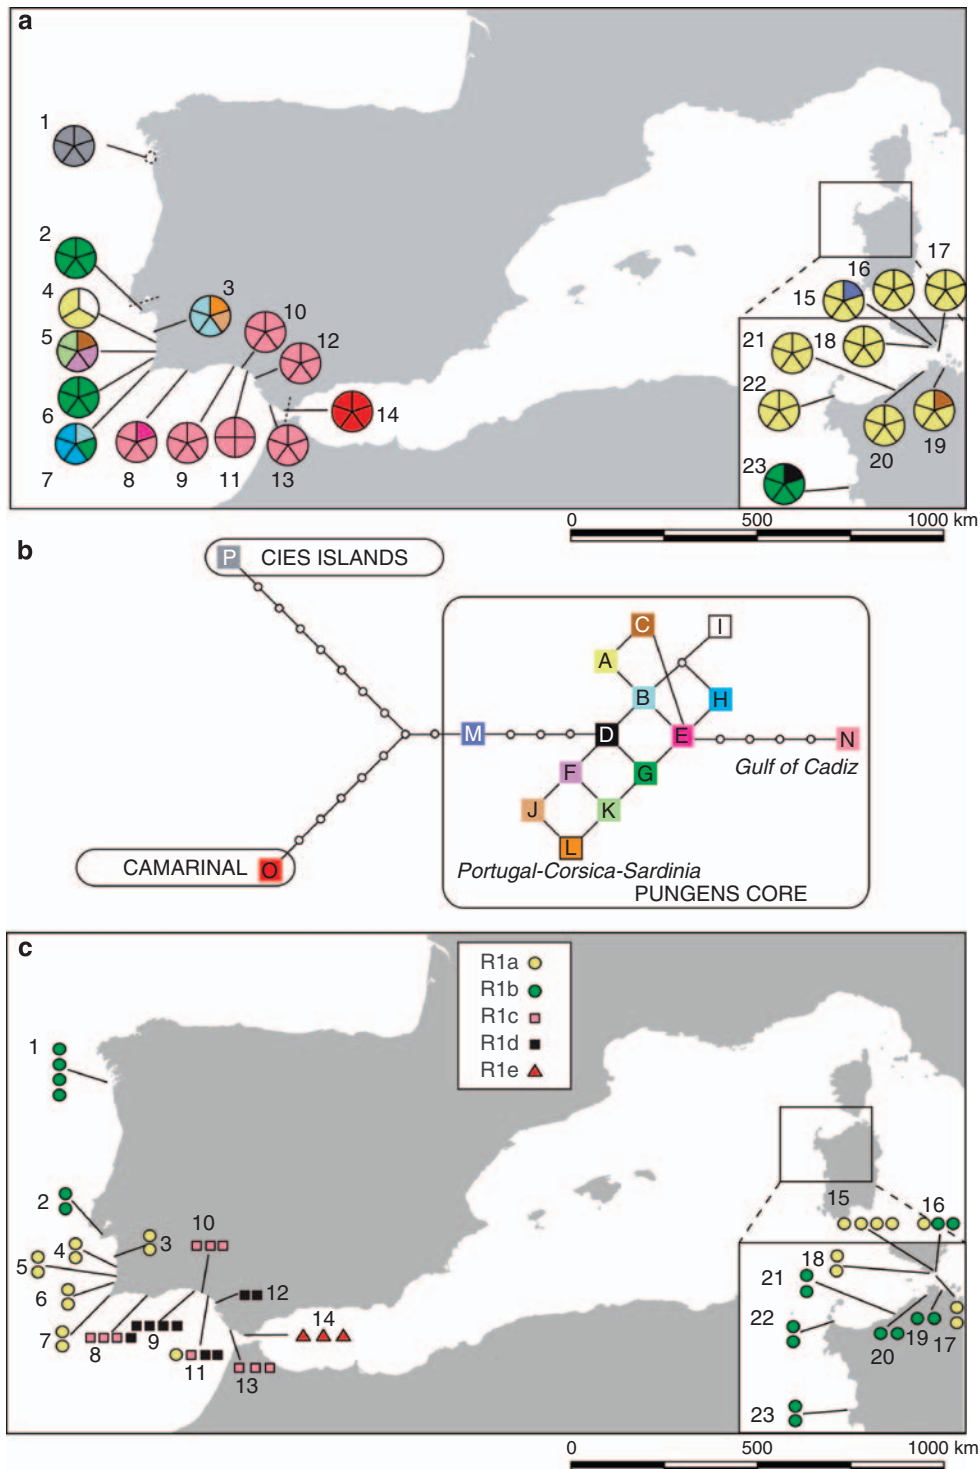 a
1
2
3
4
5
6
7
8
9
10
11
12
13
14
15
16
17
18
19
20
21
22
23
0 500 1000 km
b
P CIES ISLANDS
C I
A
B H
M D E N
Gulf of Cadiz
F G
J K
L
CAMARINAL O
Portugal-Corsica-Sardinia
PUNGENS CORE
c
R1a
R1b
R1c
R1d
R1e
1
2
3
4
5
6
7
8
9
10
11
12
13
14
15
16
17
18
19
20
21
22
23
0 500 1000 km